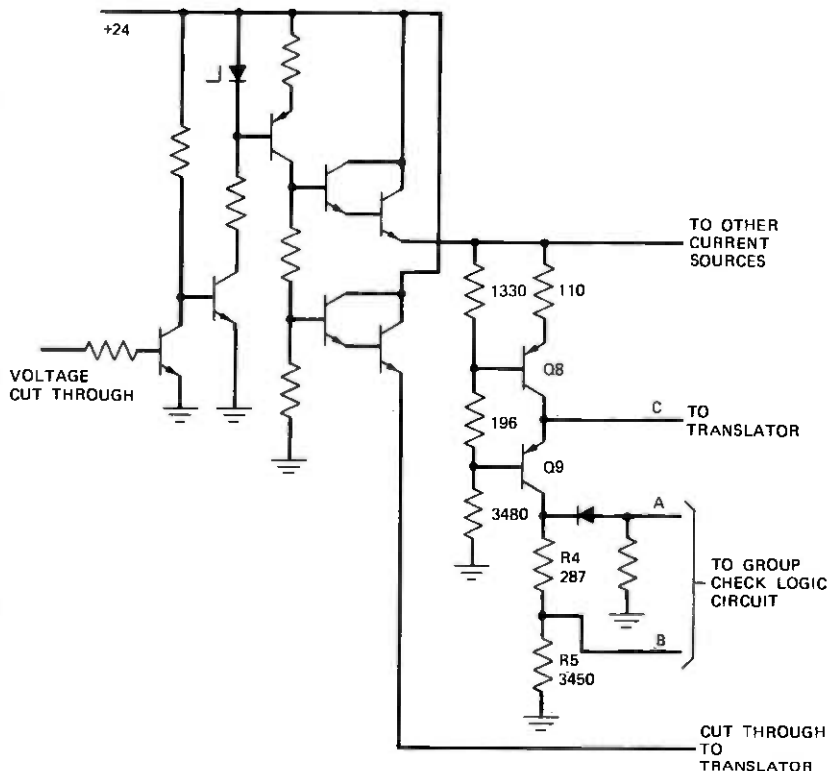 +24
TO OTHER
CURRENT
SOURCES
1330
110
VOLTAGE
CUT THROUGH
Q8
C
TO
TRANSLATOR
196
Q9
3480
A
R4
287
TO GROUP
CHECK LOGIC
CIRCUIT
B
R5
3450
CUT THROUGH
TO
TRANSLATOR